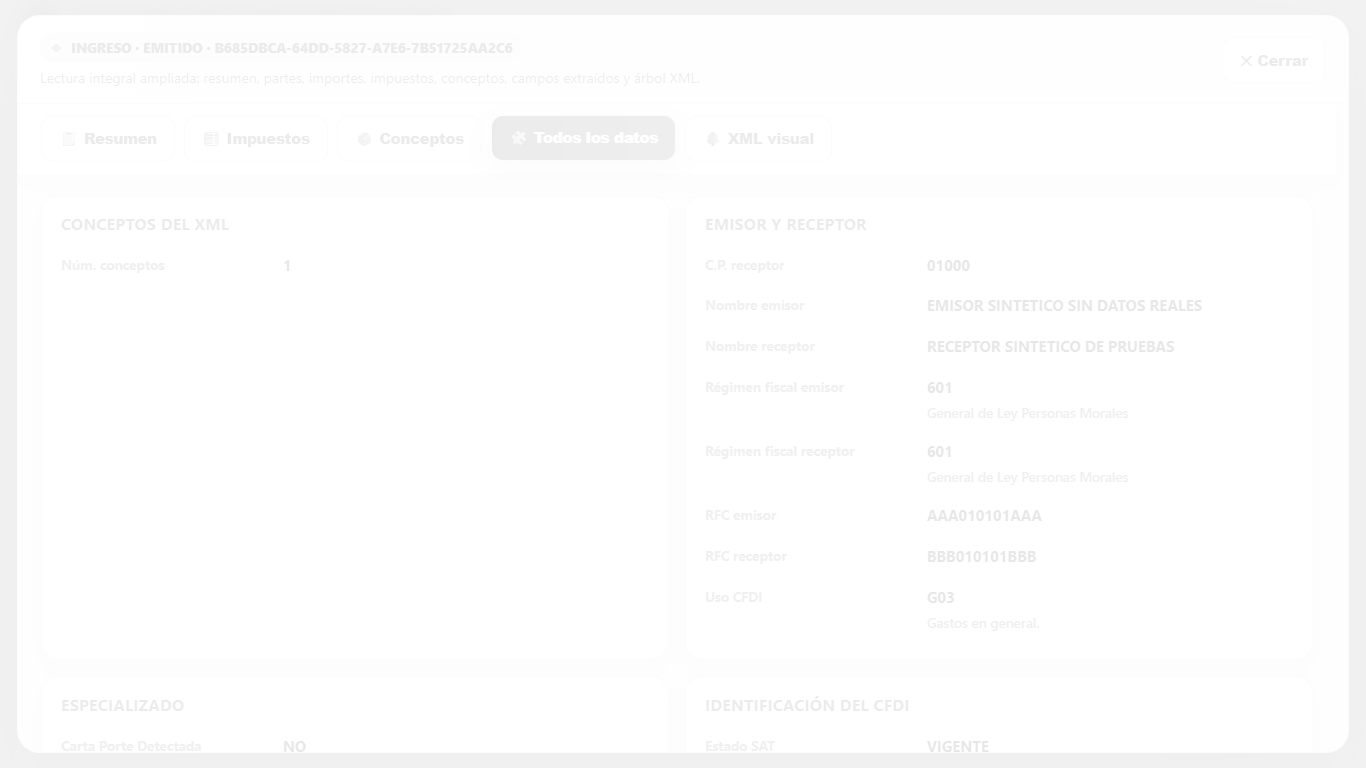 INGRESO · EMITIDO · B685DBCA-64DD-5827-A7E6-7B51725AA2C6
Lectura integral ampliada: resumen, partes, importes, impuestos, conceptos, campos extraídos y árbol XML.
× Cerrar
Resumen
Impuestos
Conceptos
Todos los datos
XML visual
CONCEPTOS DEL XML
Núm. conceptos 1
EMISOR Y RECEPTOR
C.P. receptor 01000
Nombre emisor EMISOR SINTETICO SIN DATOS REALES
Nombre receptor RECEPTOR SINTETICO DE PRUEBAS
Régimen fiscal emisor 601
General de Ley Personas Morales
Régimen fiscal receptor 601
General de Ley Personas Morales
RFC emisor AAA010101AAA
RFC receptor BBB010101BBB
Uso CFDI G03
Gastos en general.
ESPECIALIZADO
Carta Porte Detectada NO
IDENTIFICACIÓN DEL CFDI
Estado SAT VIGENTE